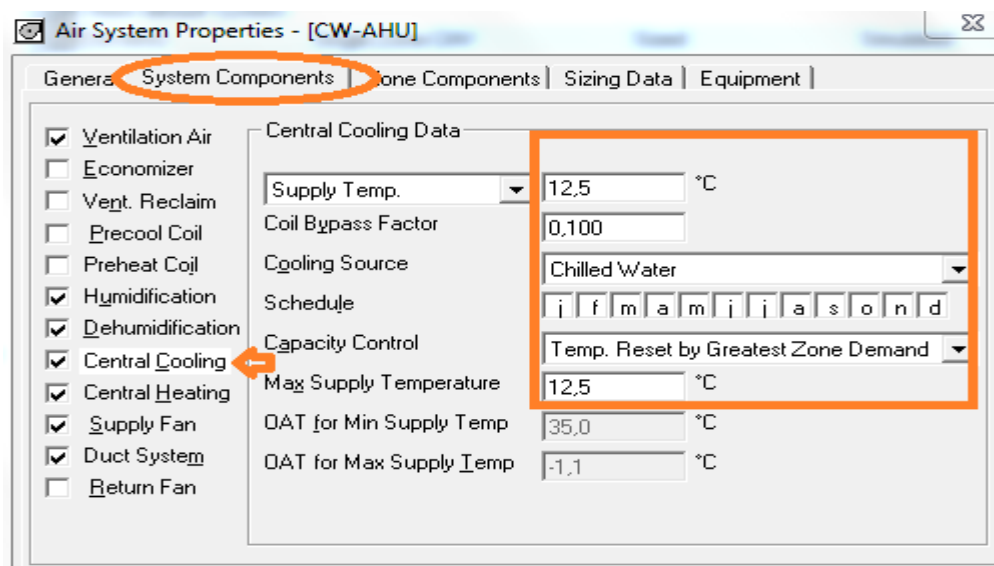 Air System Properties - [CW-AHU]
General System Components Zone Components Sizing Data Equipment
Ventilation Air
Economizer
Vent. Reclaim
Precool Coil
Preheat Coil
Humidification
Dehumidification
Central Cooling
Central Heating
Supply Fan
Duct System
Return Fan
Central Cooling Data
Supply Temp. 12,5 °C
Coil Bypass Factor 0,100
Cooling Source Chilled Water
Schedule j f m a m j j a s o n d
Capacity Control Temp. Reset by Greatest Zone Demand
Max Supply Temperature 12,5 °C
OAT for Min Supply Temp 35,0 °C
OAT for Max Supply Temp -1,1 °C